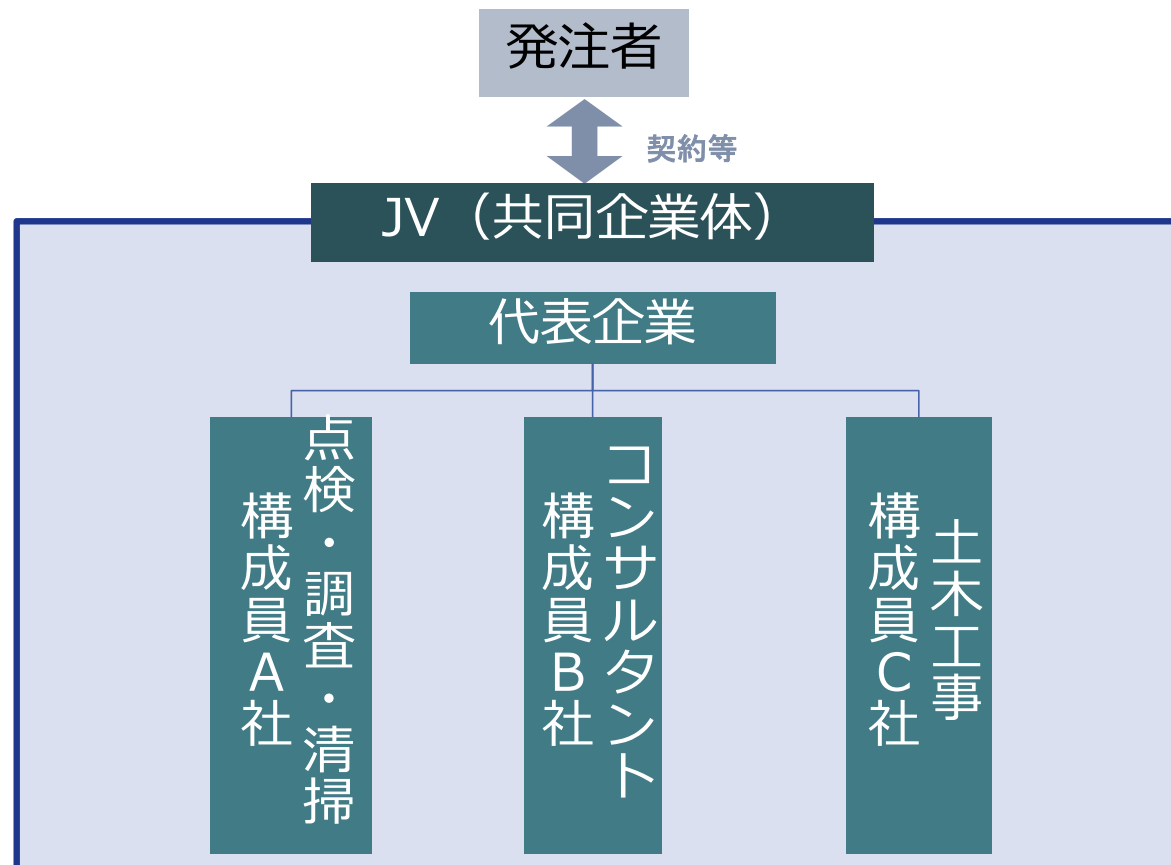 発注者
契約等
JV（共同企業体）
代表企業
点検・調査・清掃
構成員A社
コンサルタント
構成員B社
土木工事
構成員C社